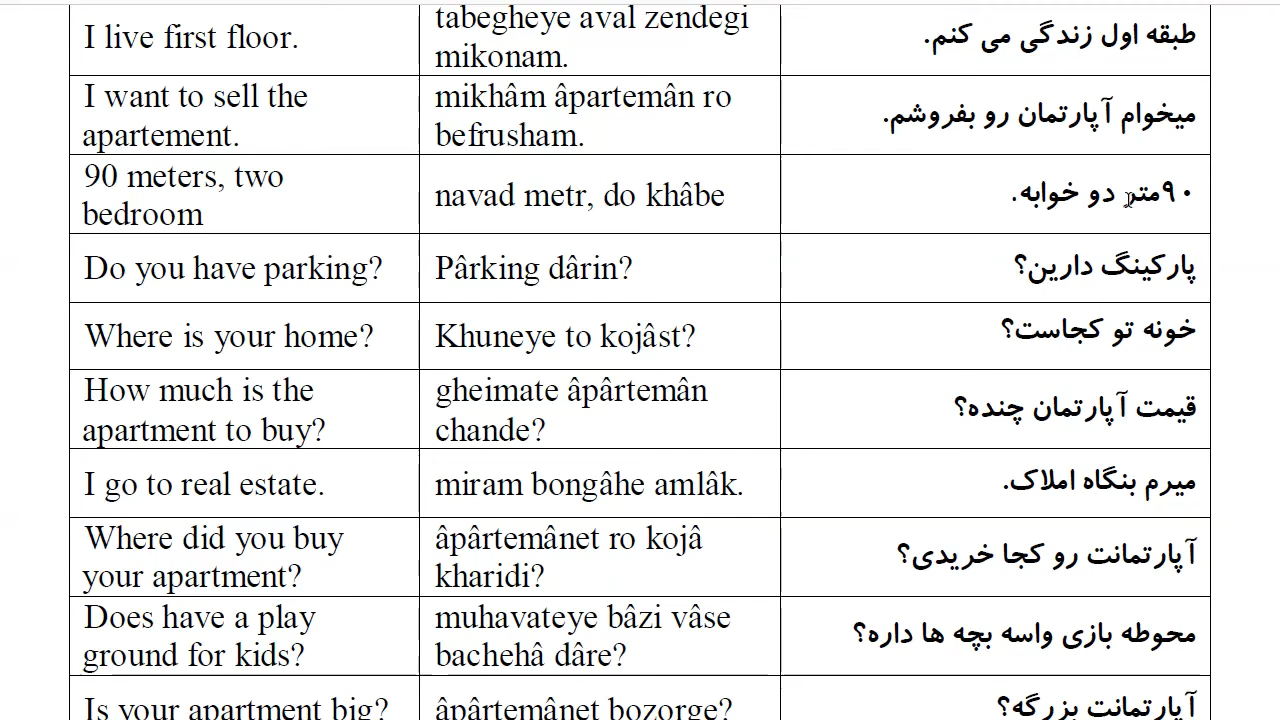 I live first floor.
tabegheye aval zendegi
mikonam.
طبقه اول زندگی می کنم.
I want to sell the
apartement.
mikhâm âpartemân ro
befrusham.
میخوام آپارتمان رو بفروشم.
90 meters, two
bedroom
navad metr, do khâbe
۹۰متر دو خوابه.
Do you have parking?
Pârking dârin?
پارکینگ دارین؟
Where is your home?
Khuneye to kojâst?
خونه تو کجاست؟
How much is the
apartment to buy?
gheimate âpârtemân
chande?
قیمت آپارتمان چنده؟
I go to real estate.
miram bongâhe amlâk.
میرم بنگاه املاک.
Where did you buy
your apartment?
âpârtemânet ro kojâ
kharidi?
آپارتمانت رو کجا خریدی؟
Does have a play
ground for kids?
muhavateye bâzi vâse
bachehâ dâre?
محوطه بازی واسه بچه ها داره؟
Is your apartment big?
âpârtemânet bozorge?
آپارتمانت بزرگه؟